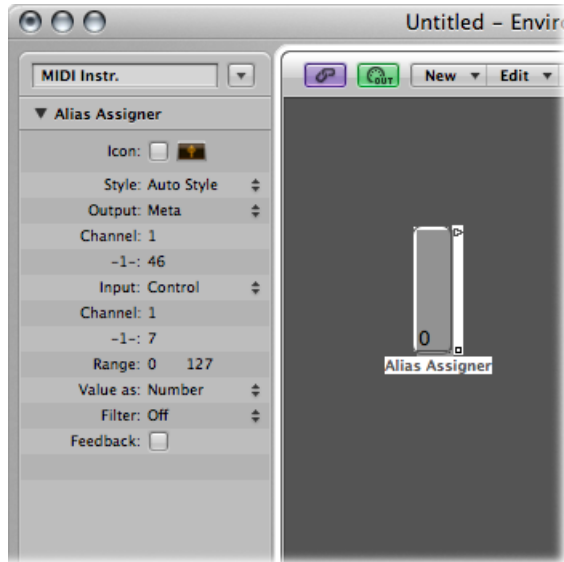 Untitled – Enviro
MIDI Instr.
OUT
New
Edit
Alias Assigner
Icon:
Style: Auto Style
Output: Meta
Channel: 1
-1-: 46
Input: Control
Channel: 1
-1-: 7
Range: 0 127
Value as: Number
Filter: Off
Feedback:
0
Alias Assigner